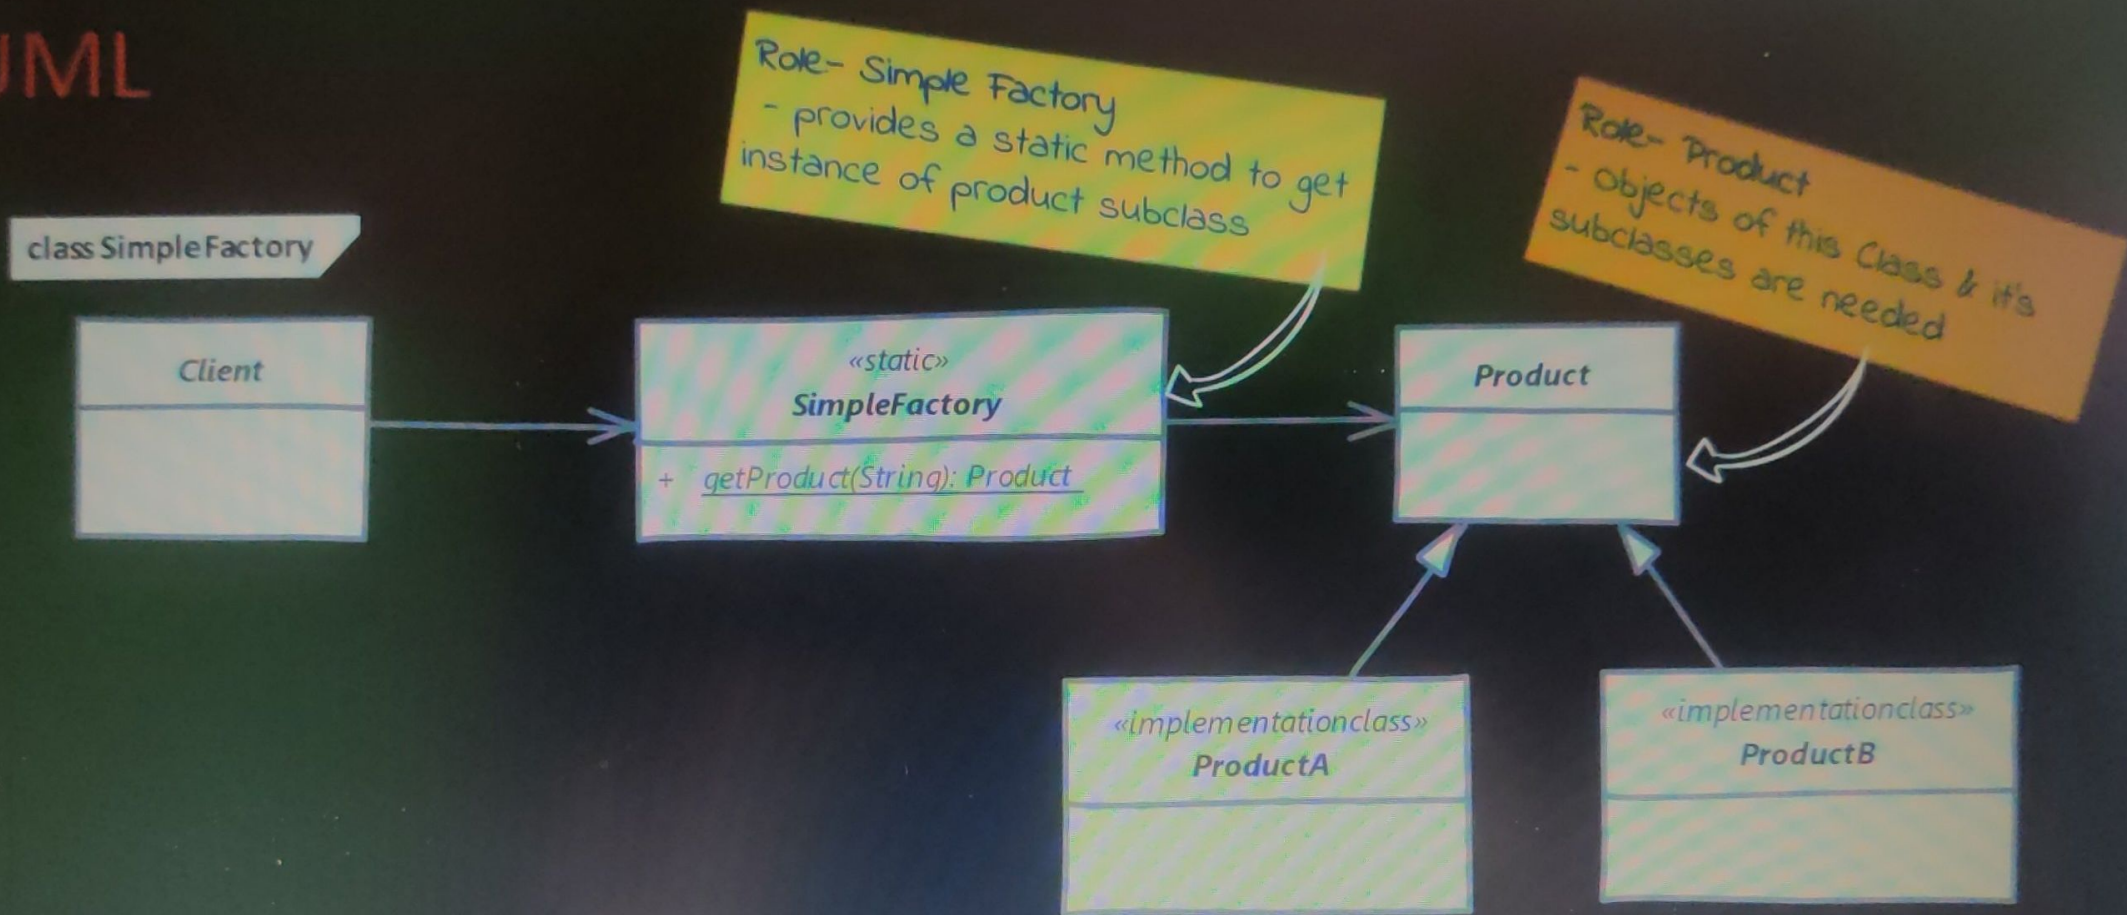 UML
Role- Simple Factory
- provides a static method to get
instance of product subclass
Role- Product
- Objects of this Class & it's
subclasses are needed
class SimpleFactory
Client
«static»
SimpleFactory
+ getProduct(String): Product
Product
«implementationclass»
ProductA
«implementationclass»
ProductB